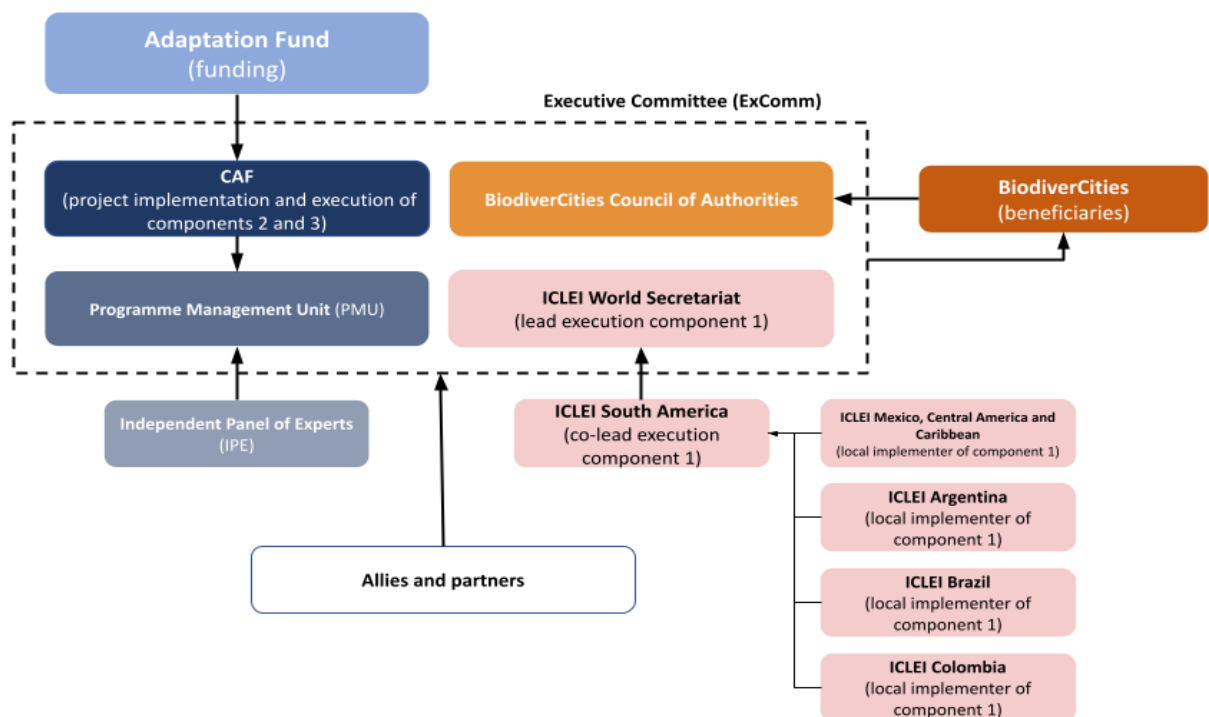 Adaptation Fund
(funding)
Executive Committee (ExComm)
CAF
(project implementation and execution of
components 2 and 3)
BiodiverCities Council of Authorities
BiodiverCities
(beneficiaries)
Programme Management Unit (PMU)
ICLEI World Secretariat
(lead execution component 1)
Independent Panel of Experts
(IPE)
ICLEI South America
(co-lead execution
component 1)
ICLEI Mexico, Central America and
Caribbean
(local implementer of component 1)
ICLEI Argentina
(local implementer of
component 1)
Allies and partners
ICLEI Brazil
(local implementer of
component 1)
ICLEI Colombia
(local implementer of
component 1)